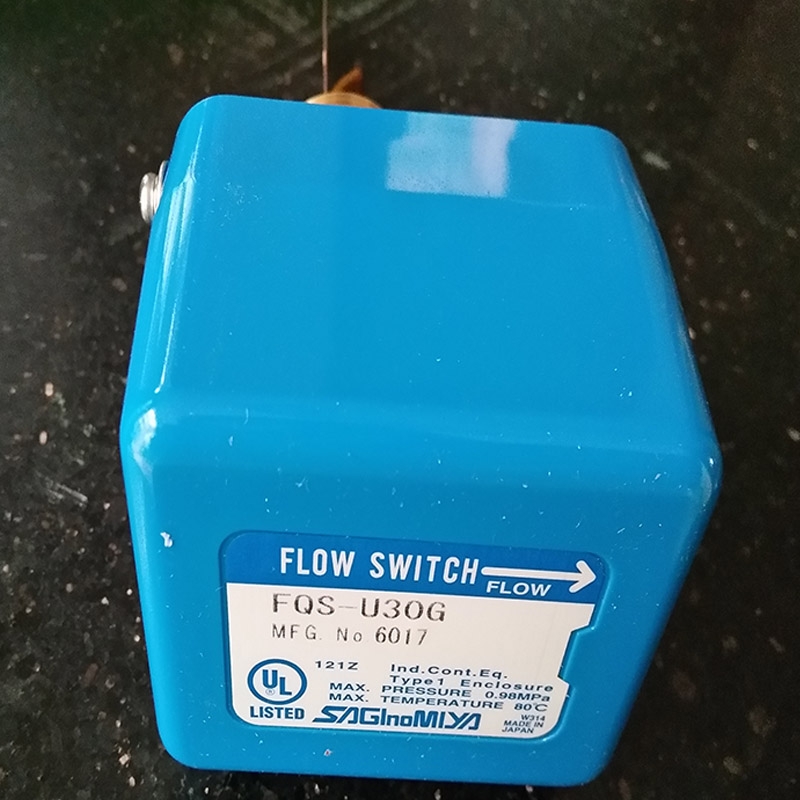 FLOW SWITCH
FLOW
FQS-U30G
MFG. No 6017
121Z Ind.Cont.Eq.
Type1 Enclosure
MAX. PRESSURE 0.98MPa
MAX. TEMPERATURE 80℃
UL
LISTED SAGInoMIYA
W314
MADE IN
JAPAN